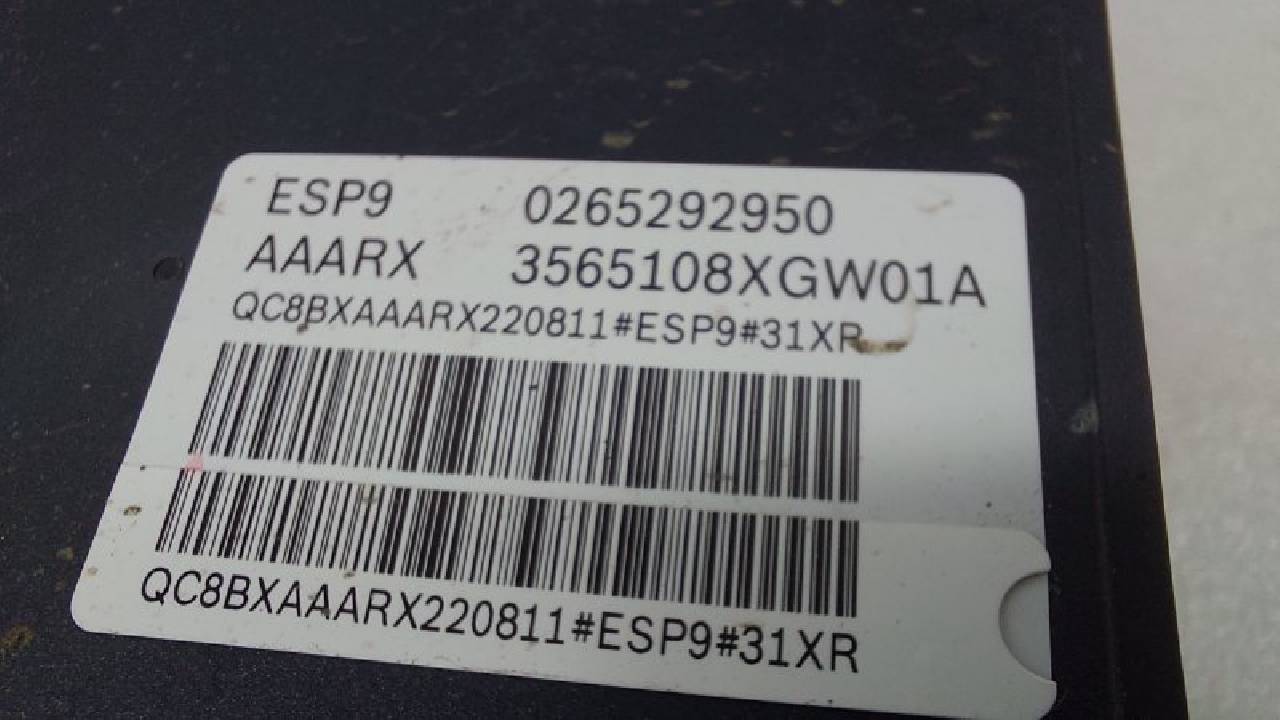 ESP9 0265292950
AAARX 3565108XGW01A
QC8BXAAARX220811#ESP9#31XR
QC8BXAAARX220811#ESP9#31XR